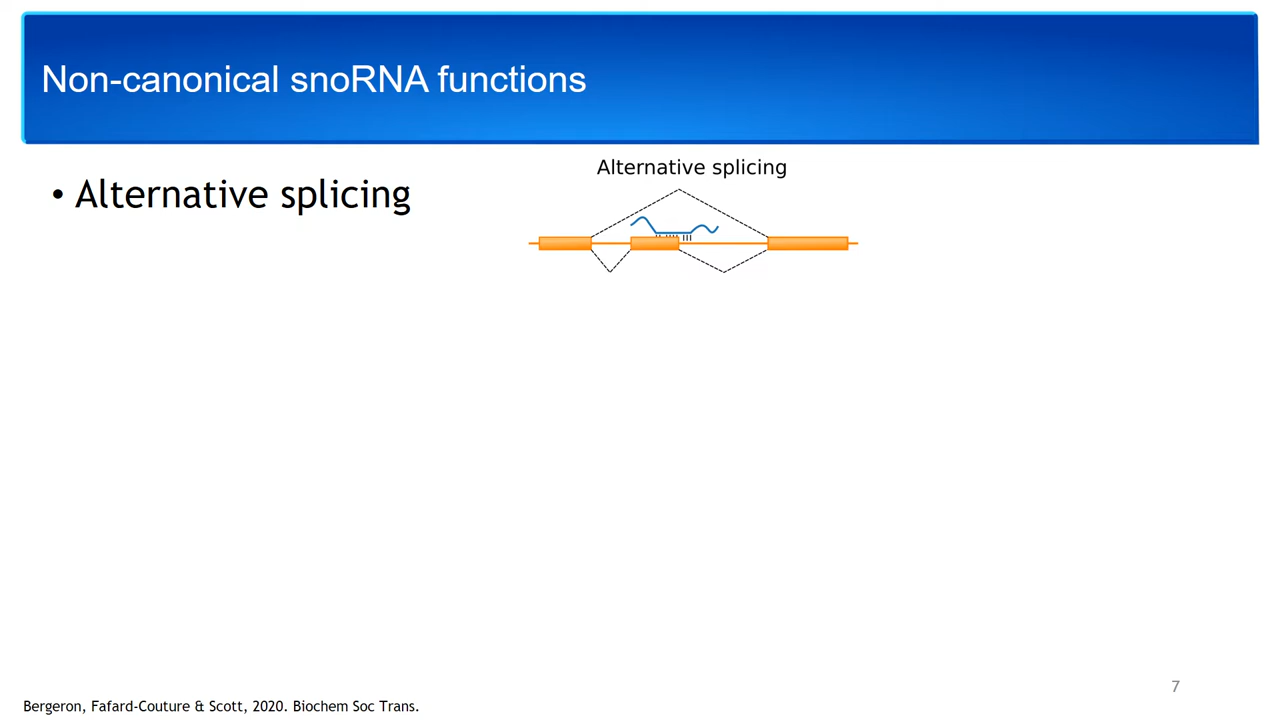 Non-canonical snoRNA functions
• Alternative splicing
Alternative splicing
7
Bergeron, Fafard-Couture & Scott, 2020. Biochem Soc Trans.